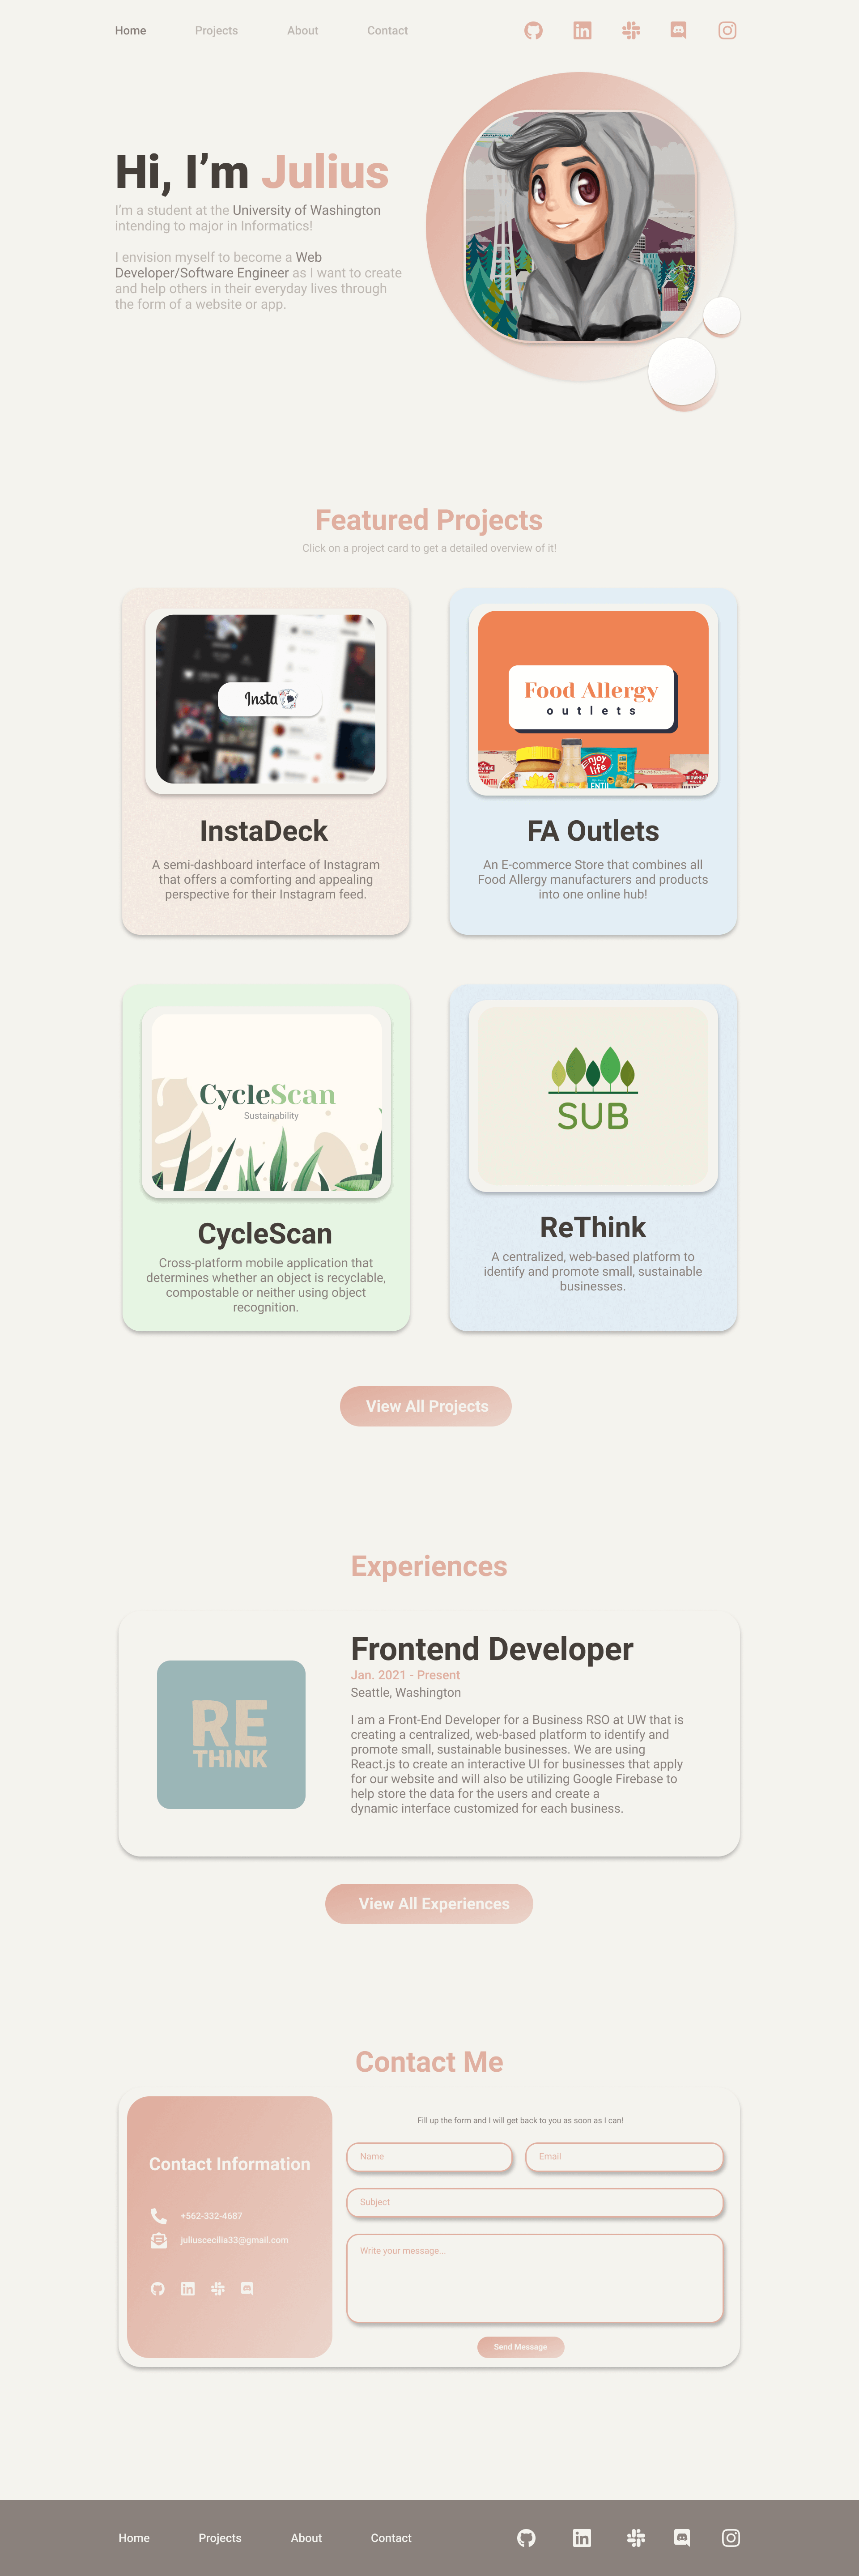 Home Projects About Contact
Hi, I'm Julius
I'm a student at the University of Washington
intending to major in Informatics!
I envision myself to become a Web
Developer/Software Engineer as I want to create
and help others in their everyday lives through
the form of a website or app.
Featured Projects
Click on a project card to get a detailed overview of it!
Insta
InstaDeck
A semi-dashboard interface of Instagram
that offers a comforting and appealing
perspective for their Instagram feed.
Food Allergy
outlets
Enjoy
life
ENTIL
FA Outlets
An E-commerce Store that combines all
Food Allergy manufacturers and products
into one online hub!
CycleScan
Sustainability
CycleScan
Cross-platform mobile application that
determines whether an object is recyclable,
compostable or neither using object
recognition.
SUB
ReThink
A centralized, web-based platform to
identify and promote small, sustainable
businesses.
View All Projects
Experiences
RE
THINK
Frontend Developer
Jan. 2021 - Present
Seattle, Washington
I am a Front-End Developer for a Business RSO at UW that is
creating a centralized, web-based platform to identify and
promote small, sustainable businesses. We are using
React.js to create an interactive UI for businesses that apply
for our website and will also be utilizing Google Firebase to
help store the data for the users and create a
dynamic interface customized for each business.
View All Experiences
Contact Me
Contact Information
+562-332-4687
juliuscecilia33@gmail.com
Fill up the form and I will get back to you as soon as I can!
Name
Email
Subject
Write your message...
Send Message
Home Projects About Contact